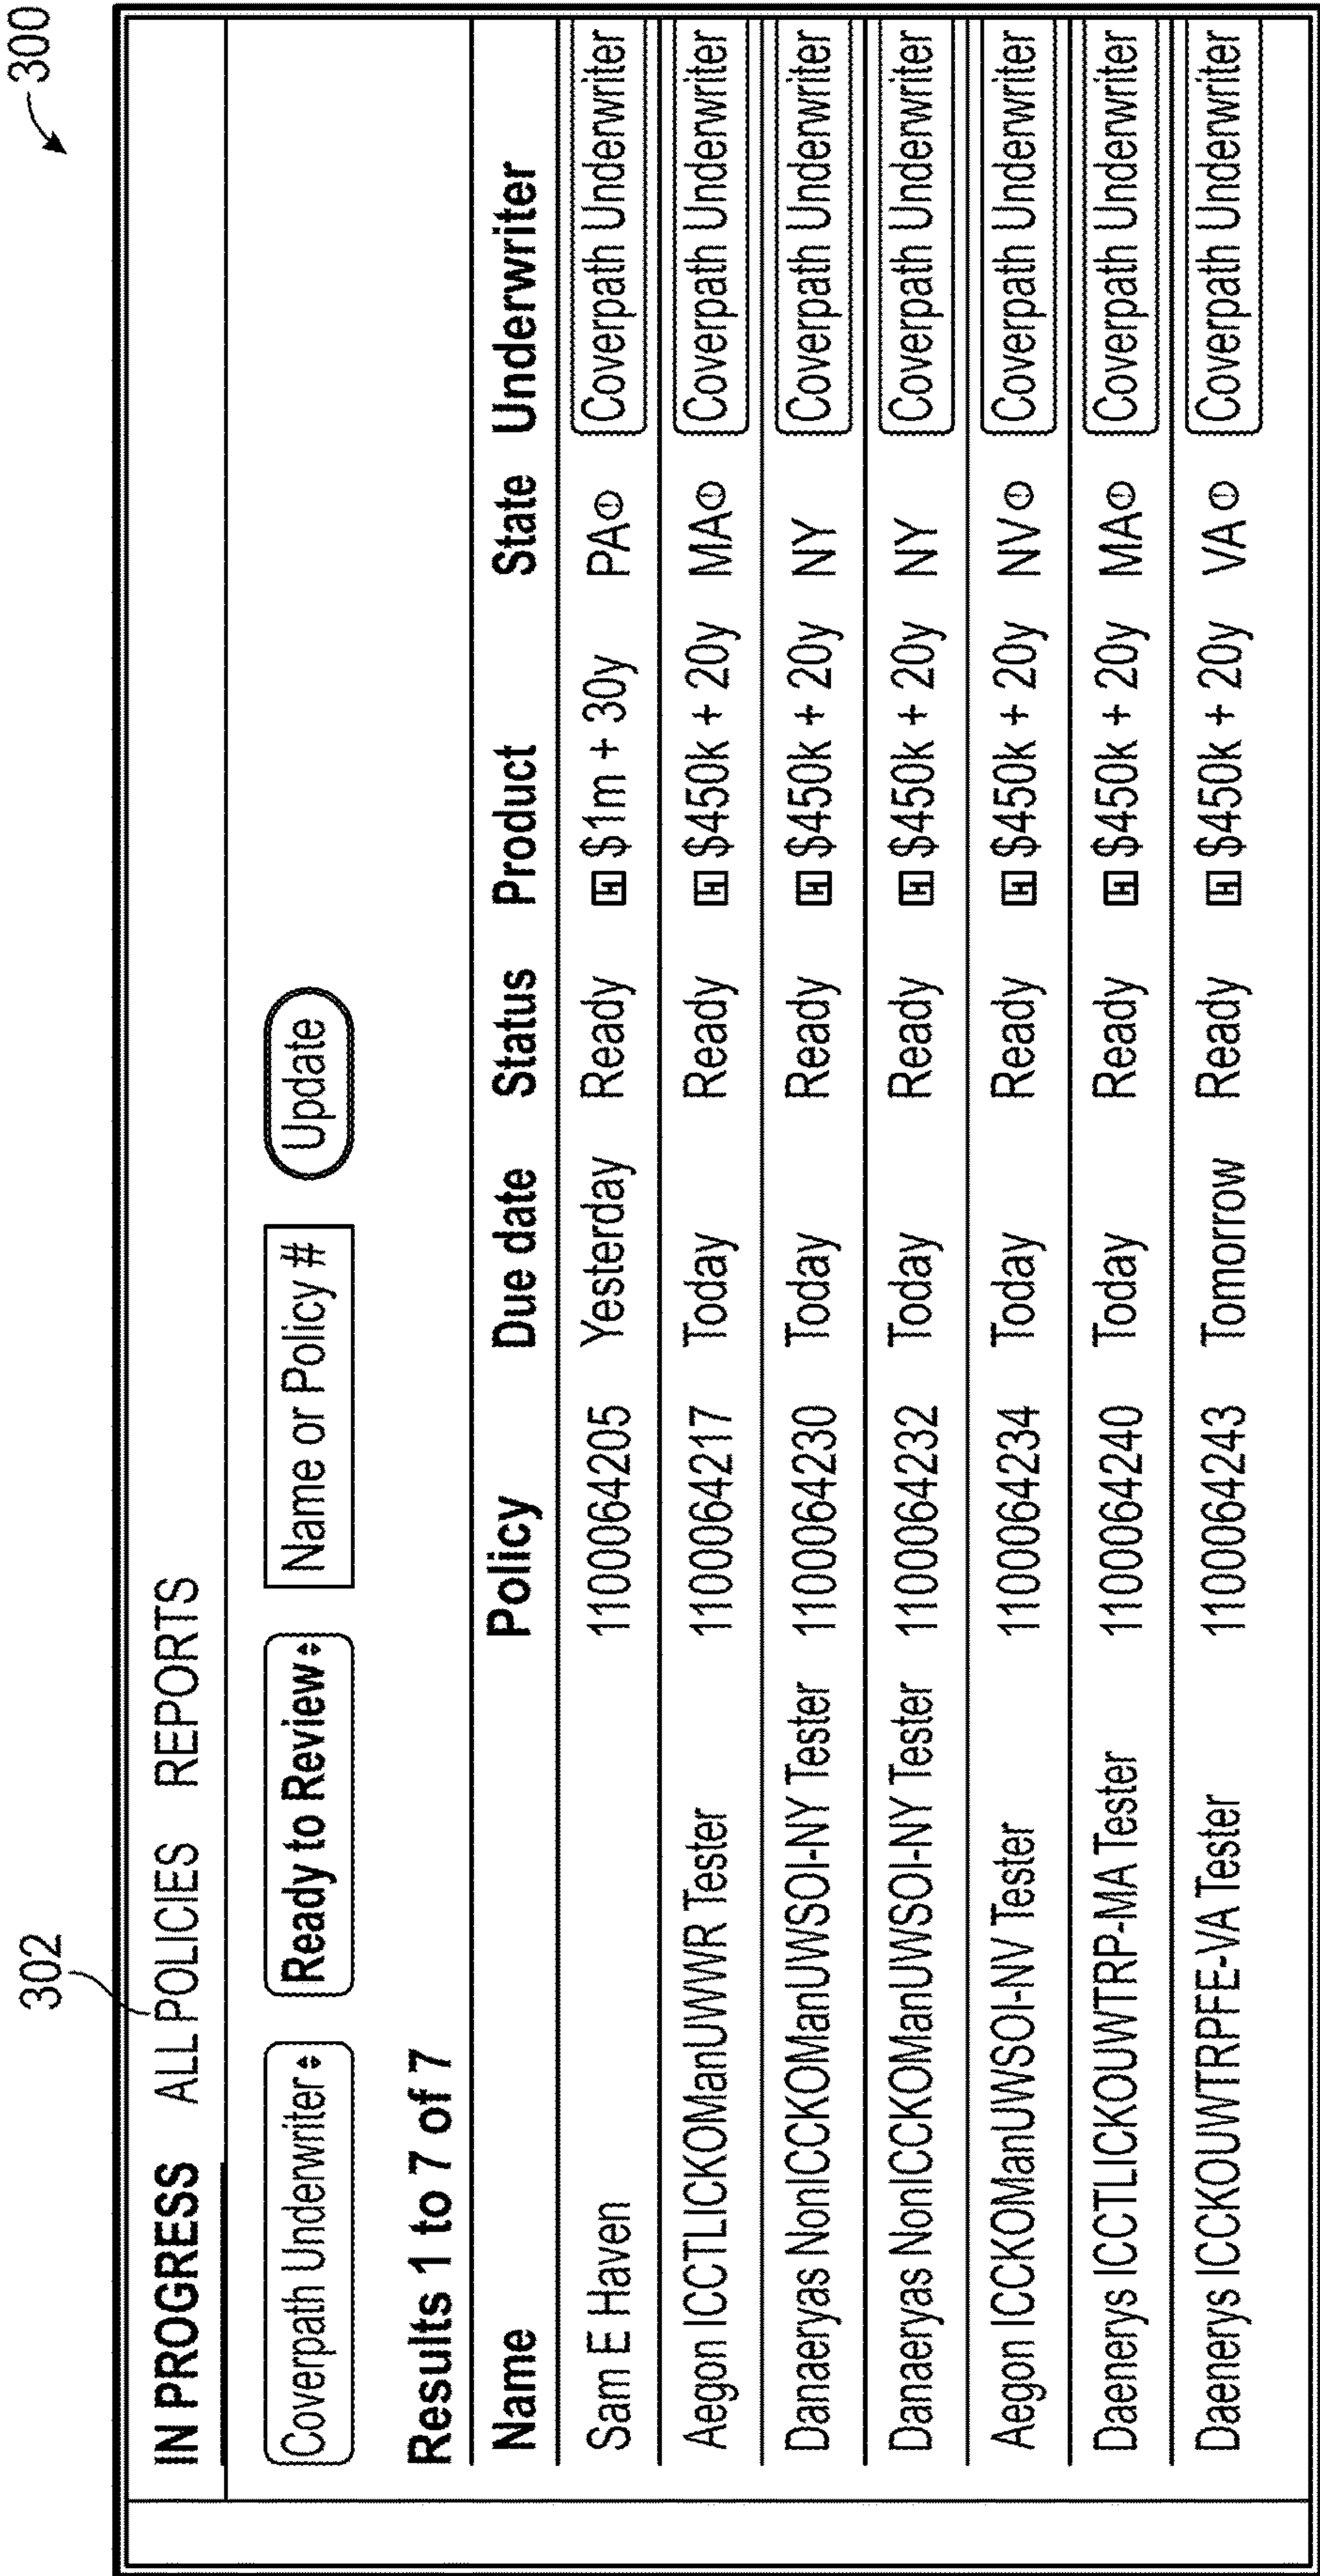 300
302
IN PROGRESS ALL POLICIES REPORTS
Coverpath Underwriter Ready to Review Name or Policy # Update
Results 1 to 7 of 7
Name Policy Due date Status Product State Underwriter
Sam E Haven 1100064205 Yesterday Ready H $1m + 30y PA Coverpath Underwriter
Aegon ICCTLICKOManUWWR Tester 1100064217 Today Ready H $450k + 20y MA Coverpath Underwriter
Danaeryas NonICCKOManUWSOI-NY Tester 1100064230 Today Ready H $450k + 20y NY Coverpath Underwriter
Danaeryas NonICCKOManUWSOI-NY Tester 1100064232 Today Ready H $450k + 20y NY Coverpath Underwriter
Aegon ICCKOManUWSOI-NV Tester 1100064234 Today Ready H $450k + 20y NV Coverpath Underwriter
Daenerys ICCTLICKOUWTRP-MA Tester 1100064240 Today Ready H $450k + 20y MA Coverpath Underwriter
Daenerys ICCKOUWTRPFE-VA Tester 1100064243 Tomorrow Ready H $450k + 20y VA Coverpath Underwriter